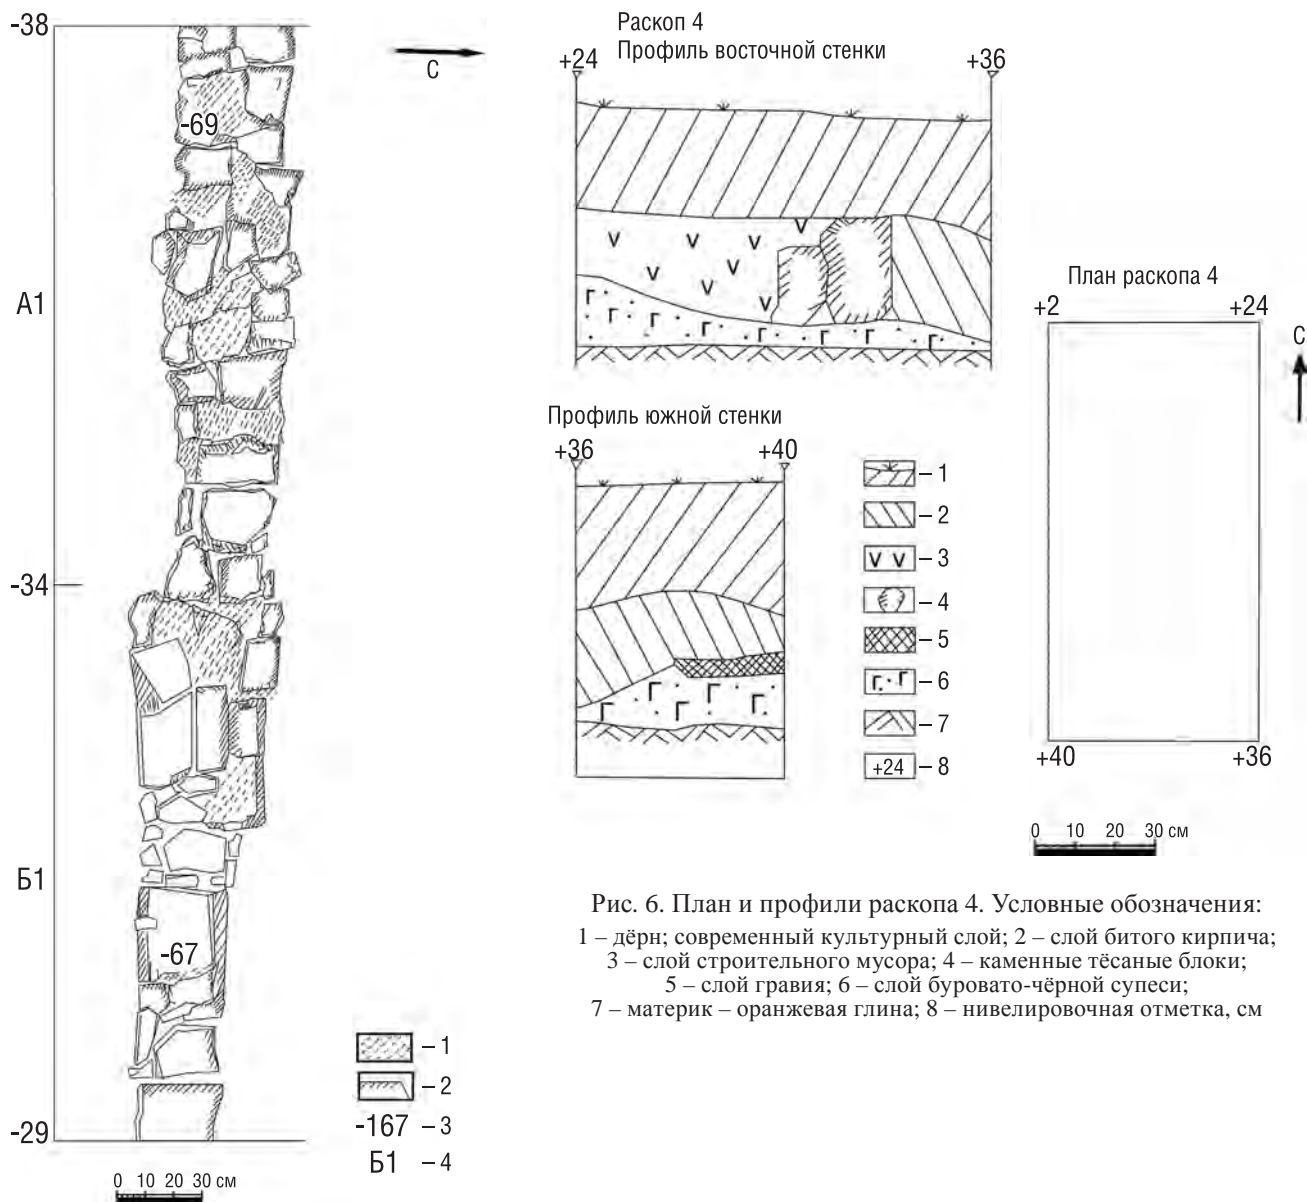 -38
-69
А1
-34
Б1
-67
-29
С
0 10 20 30 см
– 1
– 2
-167 – 3
Б1 – 4
Раскоп 4
Профиль восточной стенки
+24 +36
Профиль южной стенки
+36 +40
– 1
– 2
V V – 3
– 4
– 5
Г Г – 6
– 7
+24 – 8
План раскопа 4
+2 +24
С
+40 +36
0 10 20 30 см
Рис. 6. План и профили раскопа 4. Условные обозначения:
1 – дёрн; современный культурный слой; 2 – слой битого кирпича;
3 – слой строительного мусора; 4 – каменные тёсаные блоки;
5 – слой гравия; 6 – слой буровато-чёрной супеси;
7 – материк – оранжевая глина; 8 – нивелировочная отметка, см